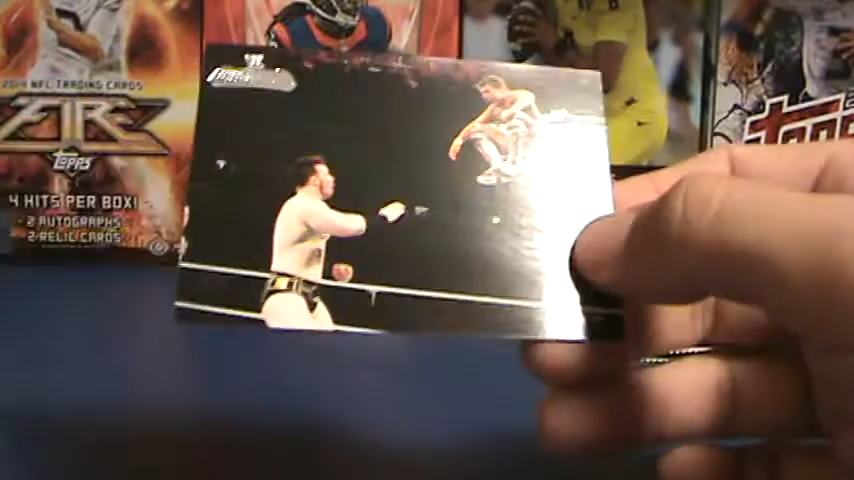 2014 NFL TRADING CARDS
FIRE
TOPPS
4 HITS PER BOX!
2 AUTOGRAPHS
2 RELIC CARDS
TOPPS